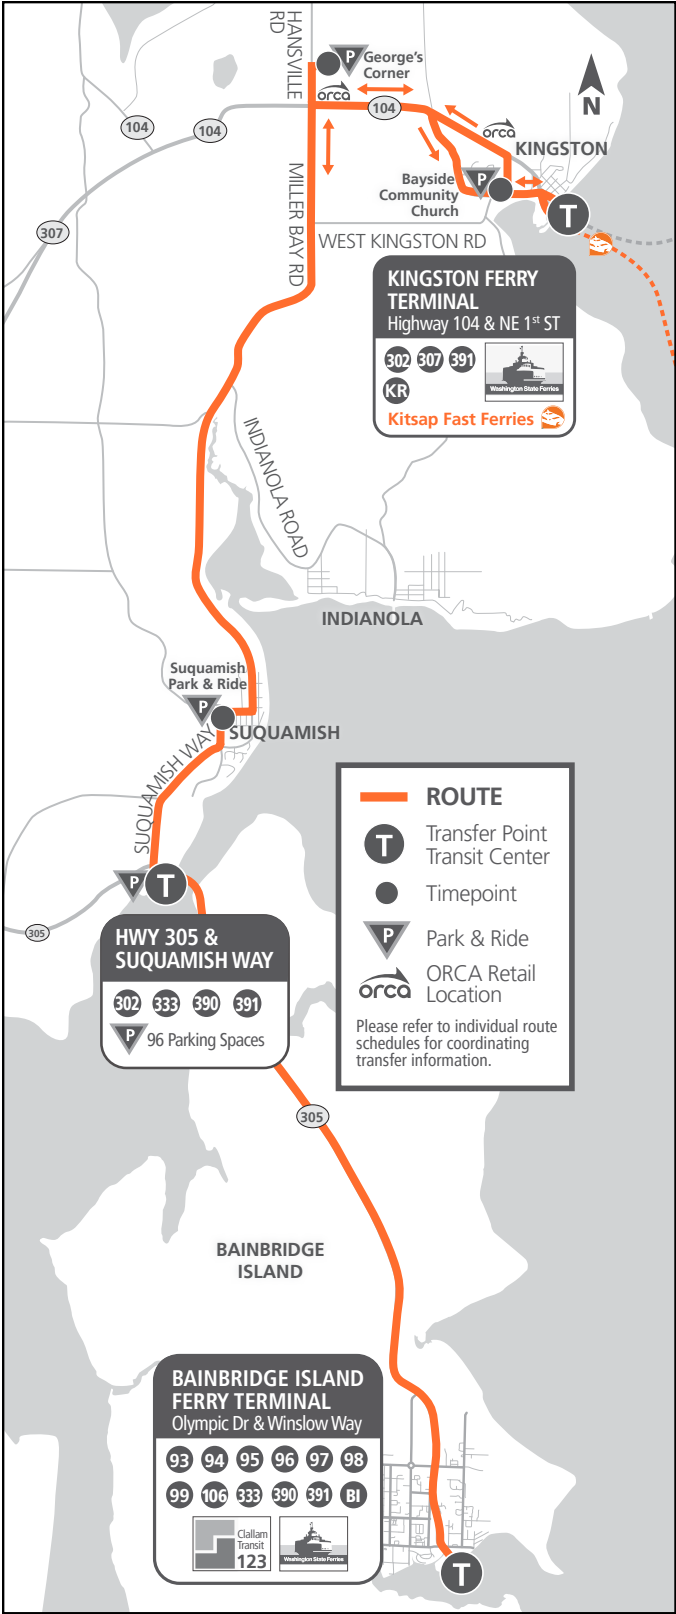 HANSVILLE
RD
P
George's
Corner
orca
104
N
104
104
orca
KINGSTON
MILLER BAY RD
Bayside
Community
Church
P
T
307
WEST KINGSTON RD
KINGSTON FERRY
TERMINAL
Highway 104 & NE 1st ST
302 307 391
KR
Washington State Ferries
Kitsap Fast Ferries
INDIANOLA ROAD
INDIANOLA
Suquamish
Park & Ride
P
SUQUAMISH
SUQUAMISH WAY
ROUTE
T
Transfer Point
Transit Center
Timepoint
P
Park & Ride
orca
ORCA Retail
Location
Please refer to individual route
schedules for coordinating
transfer information.
P
T
305
HWY 305 &
SUQUAMISH WAY
302 333 390 391
P 96 Parking Spaces
305
BAINBRIDGE
ISLAND
BAINBRIDGE ISLAND
FERRY TERMINAL
Olympic Dr & Winslow Way
93 94 95 96 97 98
99 106 333 390 391 BI
Clallam
Transit
123
Washington State Ferries
T